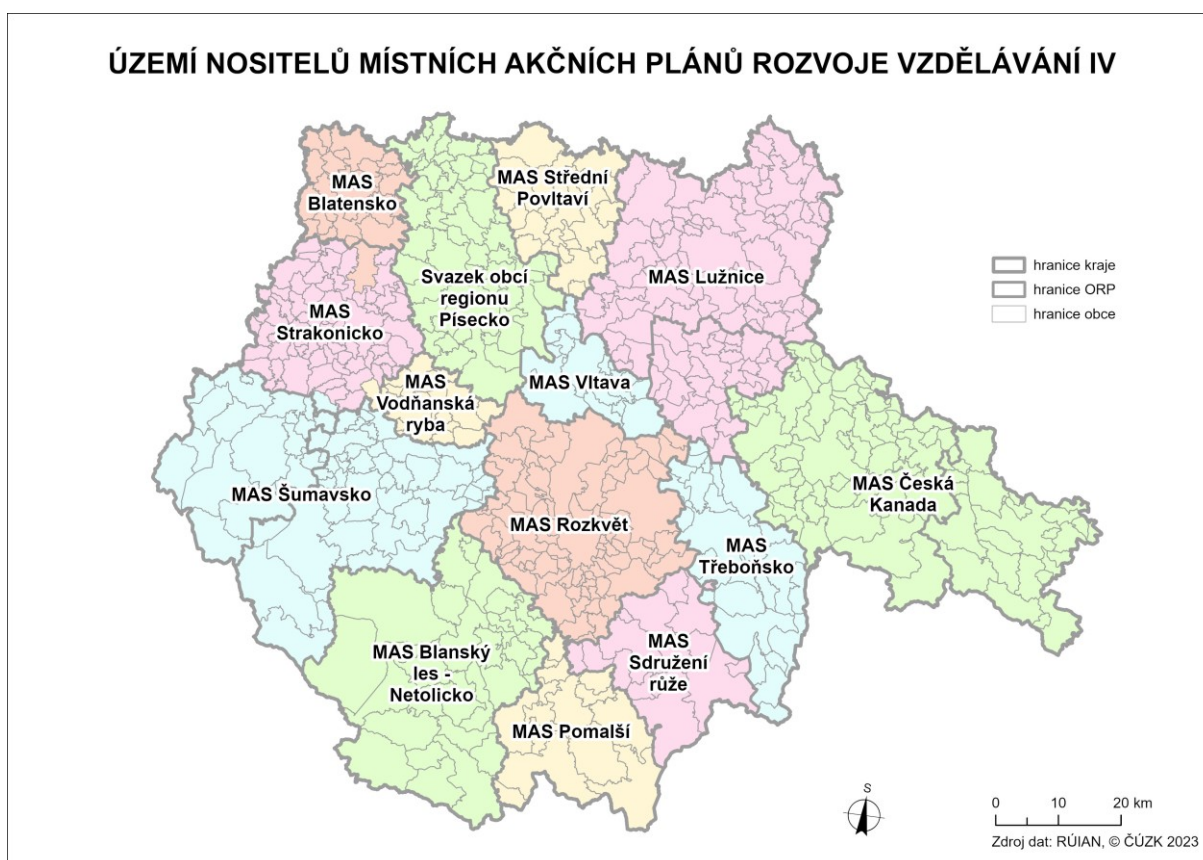 ÚZEMÍ NOSITELŮ MÍSTNÍCH AKČNÍCH PLÁNŮ ROZVOJE VZDĚLÁVÁNÍ IV
MAS
Blatensko
MAS Střední
Povltaví
MAS Lužnice
Svazek obcí
regionu
Písecko
MAS
Strakonicko
MAS
Vodňanská
ryba
MAS Vltava
MAS Šumavsko
MAS Rozkvět
MAS
Třeboňsko
MAS Česká
Kanada
MAS Blanský
les -
Netolicko
MAS
Sdružení
růže
MAS Pomalší
hranice kraje
hranice ORP
hranice obce
S
0 10 20 km
Zdroj dat: RÚIAN, © ČÚZK 2023